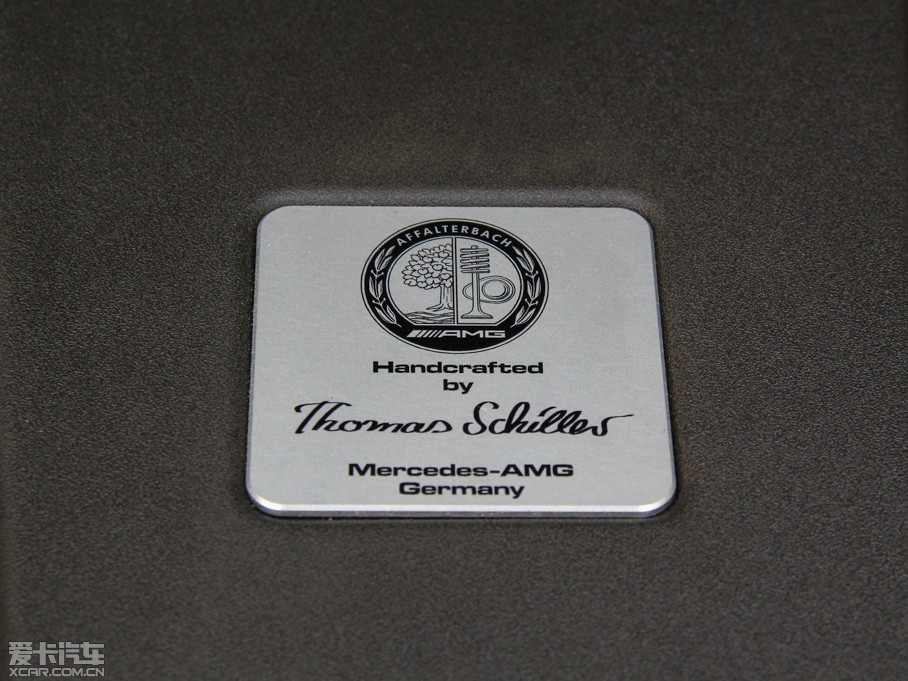 AFFALTERBACH
AMG
Handcrafted
by
Thomas Schiller
Mercedes-AMG
Germany
爱卡汽车
XCAR.COM.CN